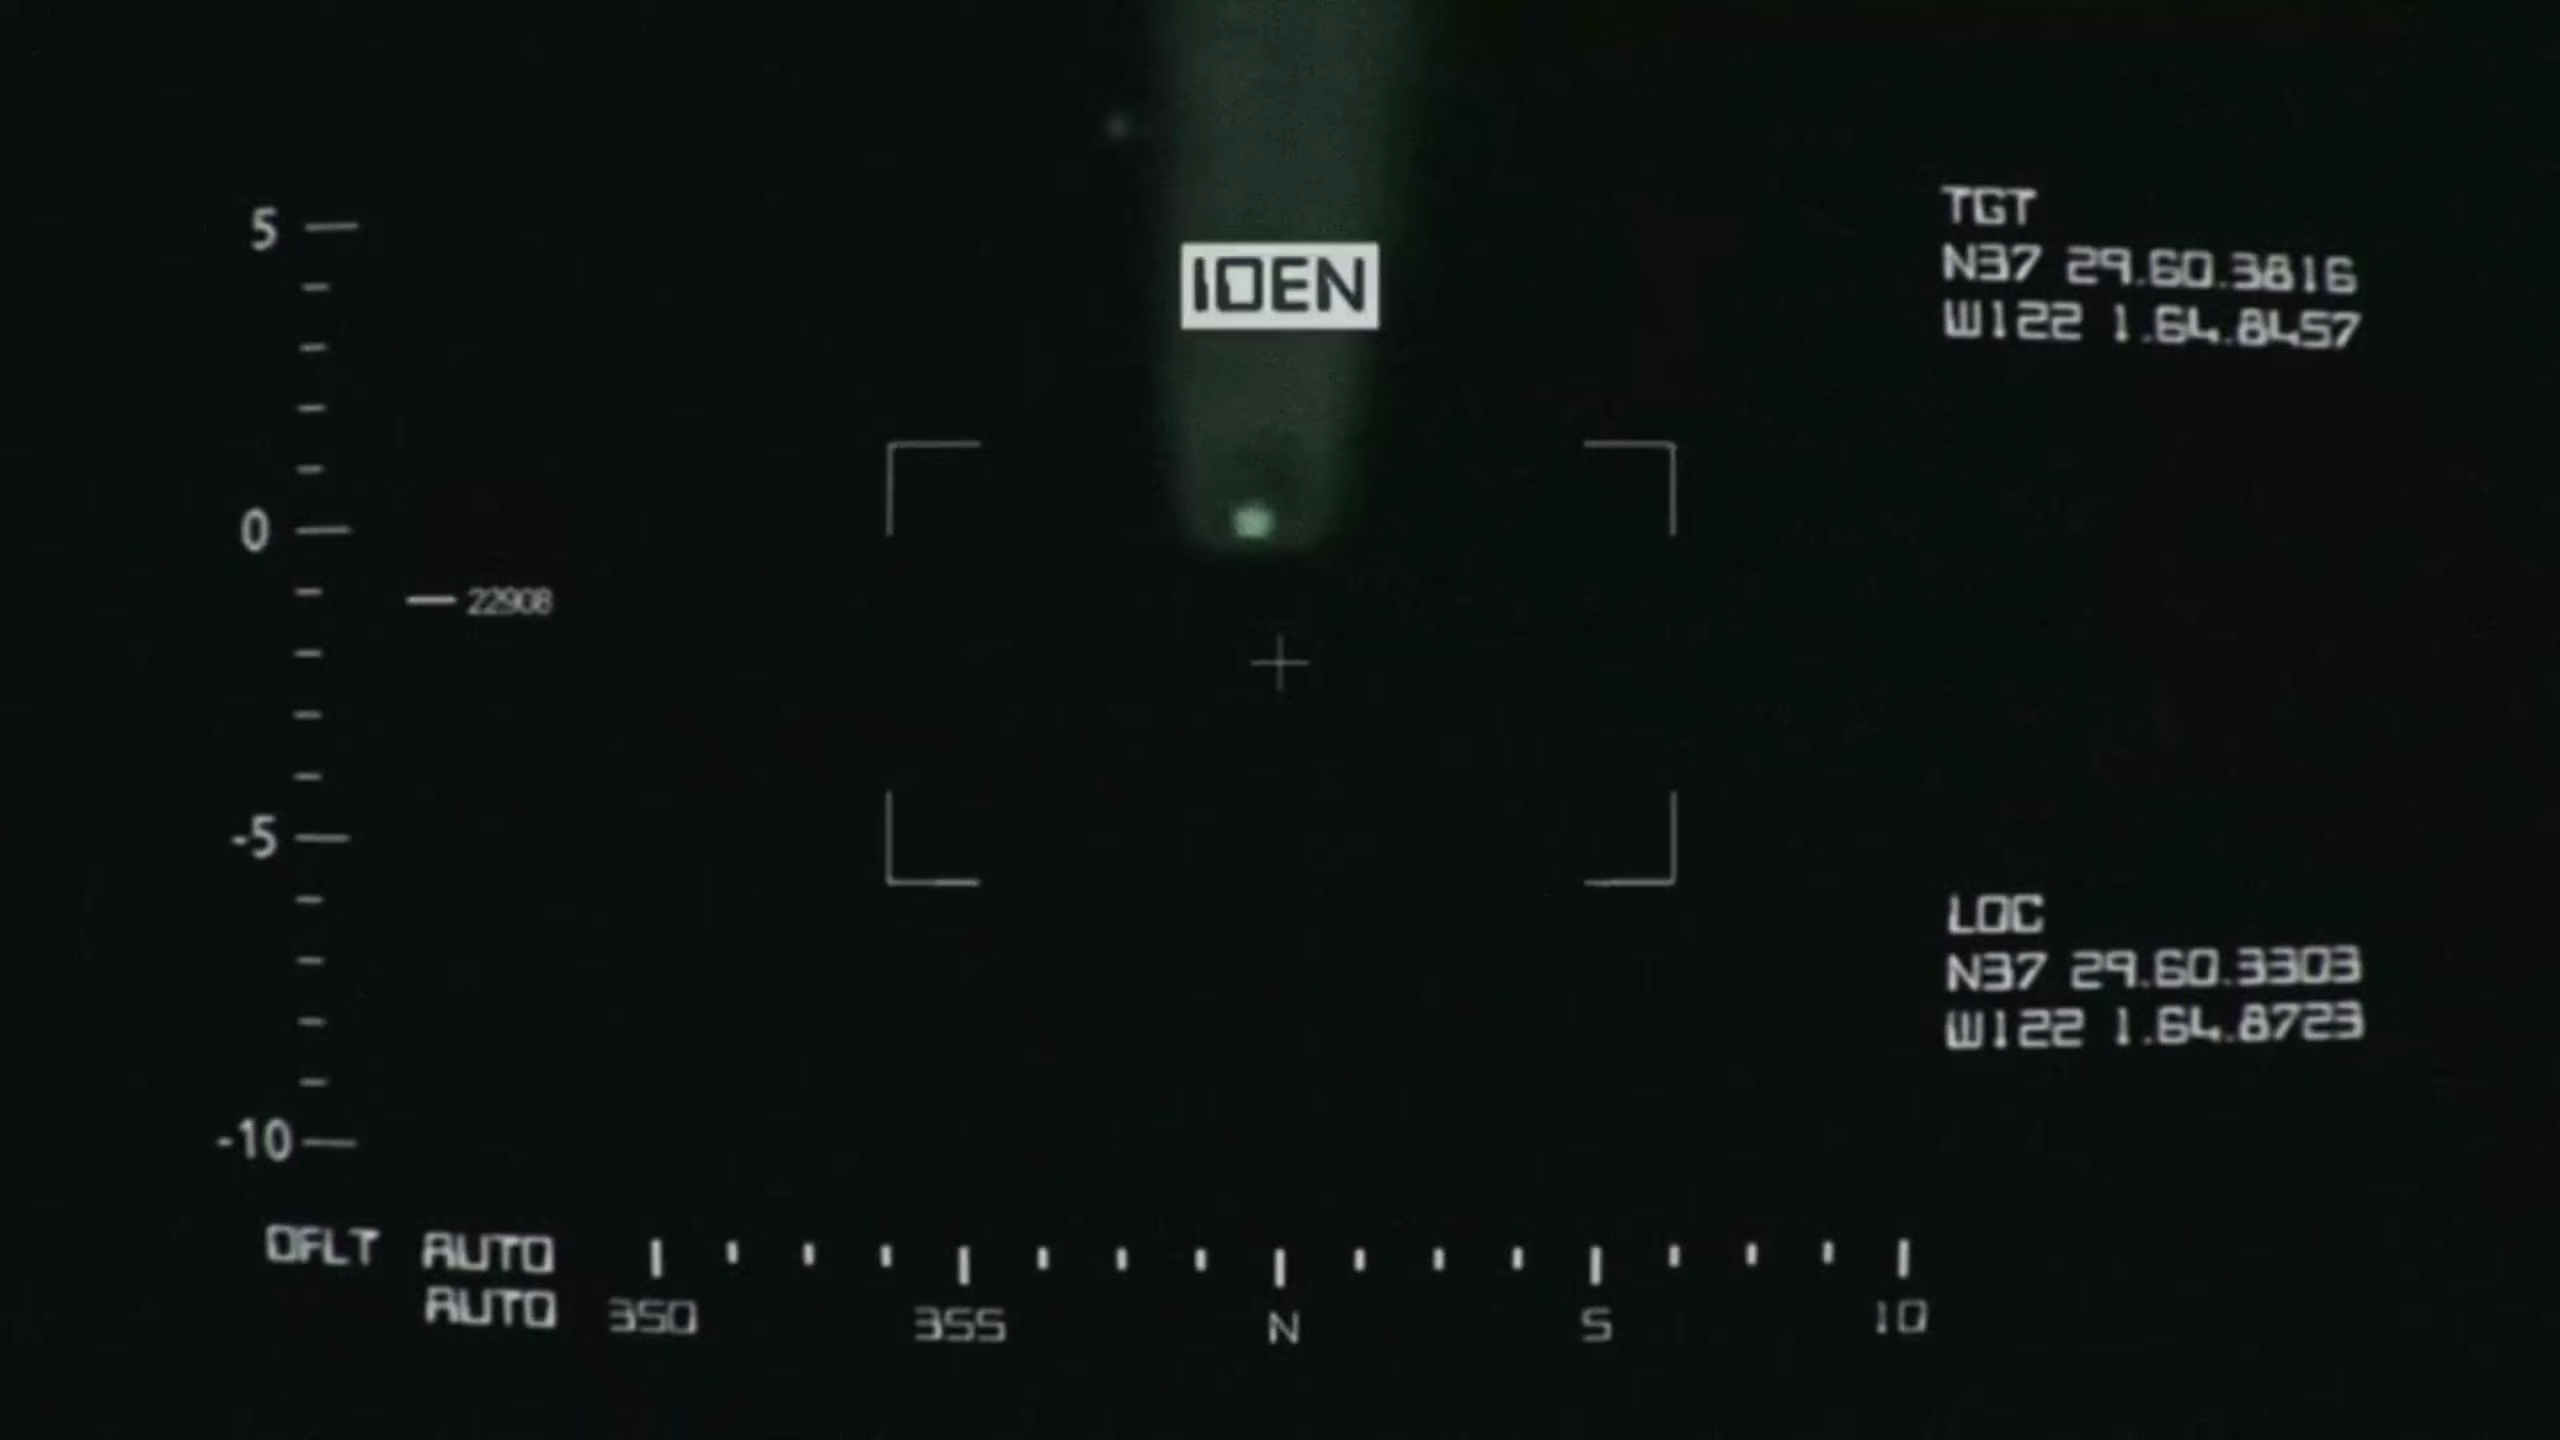 IDEN
TGT
N37 29.60.3816
W122 1.64.8457
5
0
22908
-5
-10
LOC
N37 29.60.3303
W122 1.64.8723
DFLT AUTO
AUTO
350 355 N 5 10